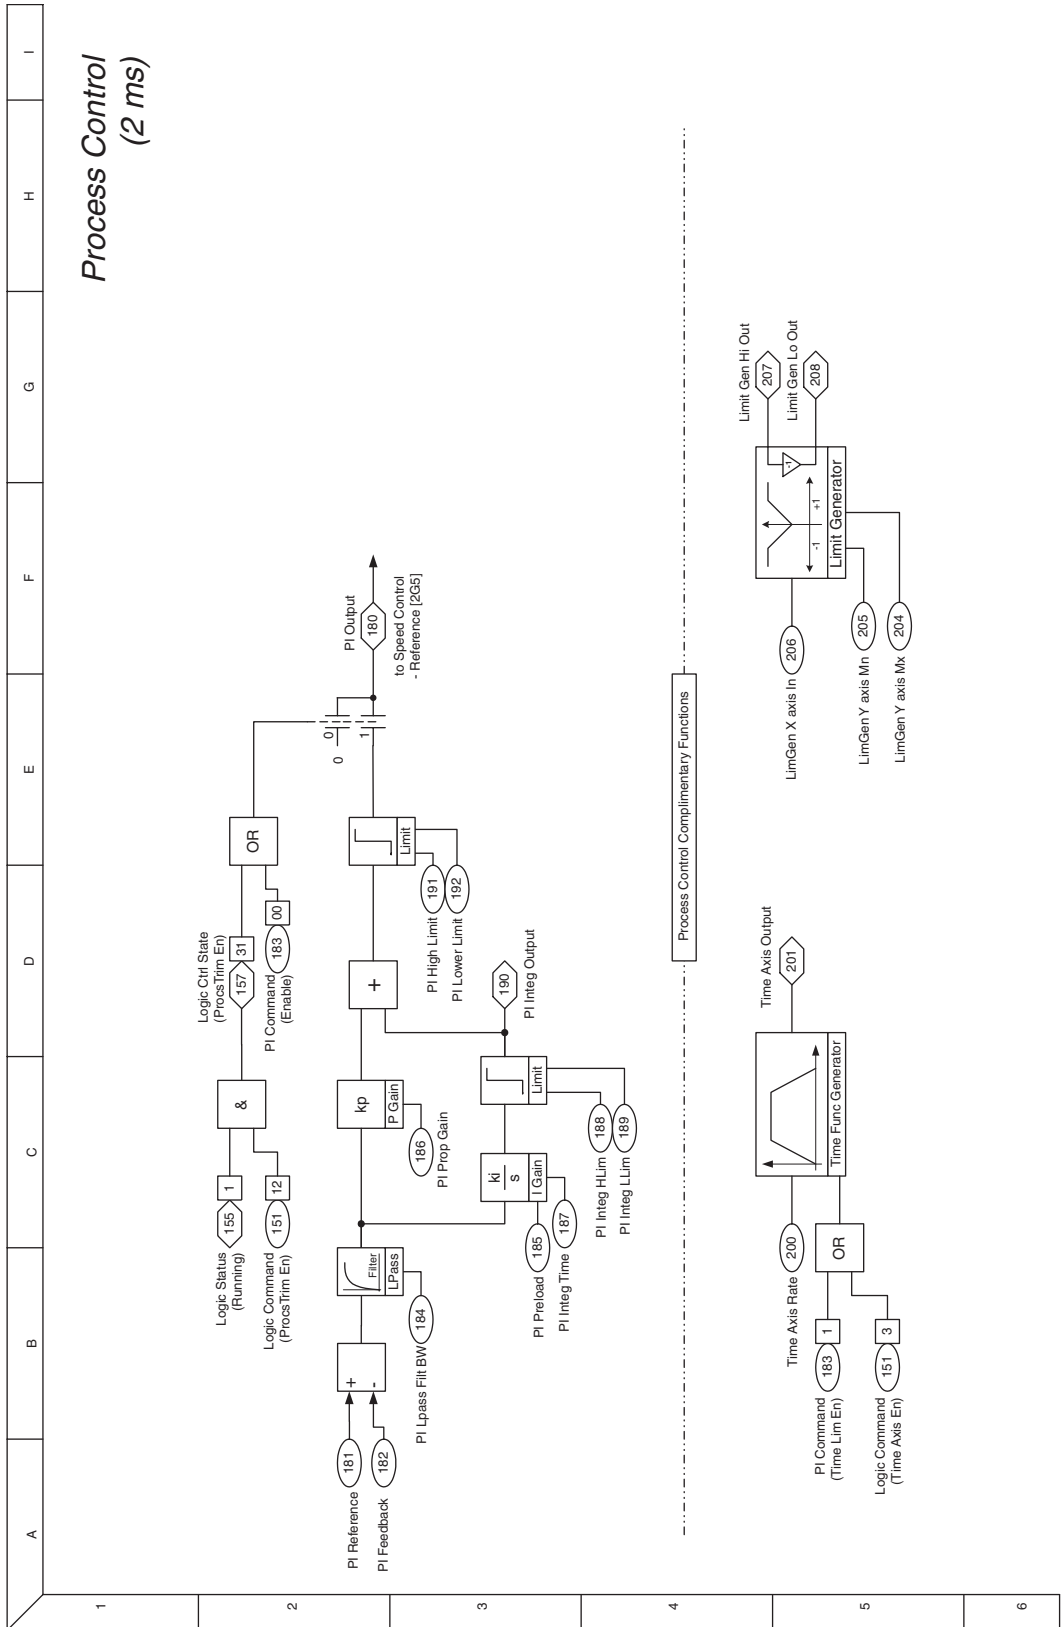 A
B
C
D
E
F
G
H
I
1
2
3
4
5
6
Process Control
(2 ms)
Logic Status
(Running)
155
1
Logic Command
(ProcsTrim En)
151
12
&
Logic Ctrl State
(ProcsTrim En)
157
31
PI Command
(Enable)
183
00
OR
PI Reference
181
PI Feedback
182
+
-
Filter
LPass
184
PI Lpass Filt BW
kp
P Gain
186
PI Prop Gain
ki
s
I Gain
185
PI Preload
187
PI Integ Time
Limit
188
PI Integ HLim
189
PI Integ LLim
190
PI Integ Output
+
Limit
191
PI High Limit
192
PI Lower Limit
0
0
1
PI Output
180
to Speed Control
- Reference [2G5]
Process Control Complimentary Functions
Time Axis Rate
200
PI Command
(Time Lim En)
183
1
Logic Command
(Time Axis En)
151
3
OR
Time Func Generator
Time Axis Output
201
LimGen X axis In
206
LimGen Y axis Mn
205
LimGen Y axis Mx
204
-1
+1
-1
Limit Generator
Limit Gen Hi Out
207
Limit Gen Lo Out
208